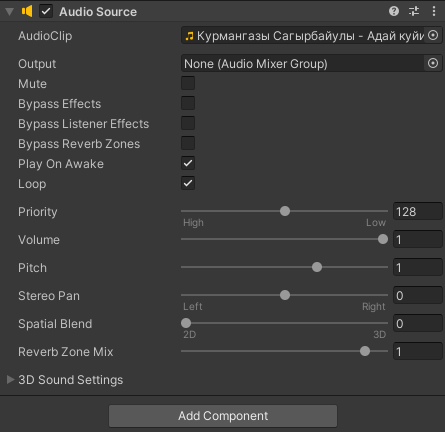 Audio Source
AudioClip Курмангазы Сагырбайулы - Адай куйи
Output None (Audio Mixer Group)
Mute
Bypass Effects
Bypass Listener Effects
Bypass Reverb Zones
Play On Awake
Loop
Priority 128
High Low
Volume 1
Pitch 1
Stereo Pan 0
Left Right
Spatial Blend 0
2D 3D
Reverb Zone Mix 1
3D Sound Settings
Add Component